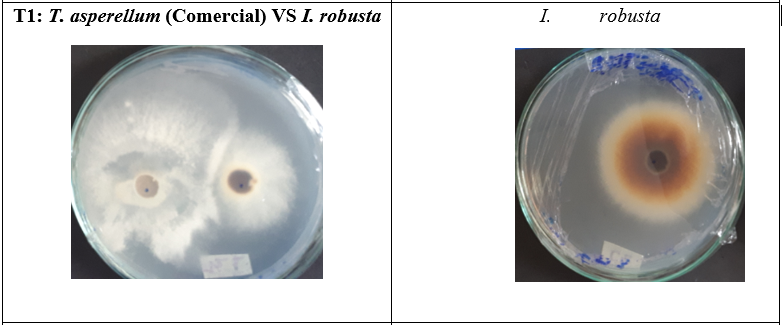 T1: T. asperellum (Comercial) VS I. robusta
I. robusta